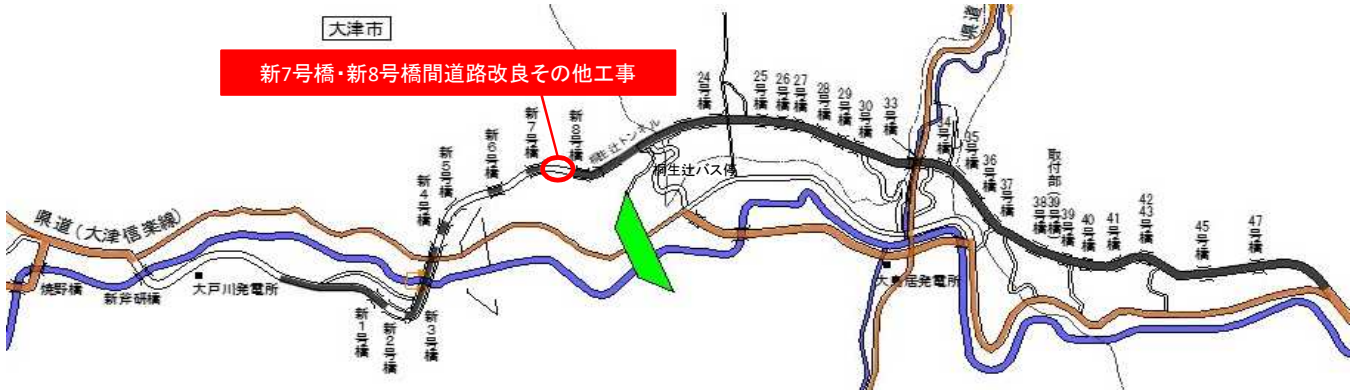 大津市
新7号橋・新8号橋間道路改良その他工事
県道
24号橋
25号橋
26号橋
27号橋
28号橋
29号橋
30号橋
33号橋
34号橋
35号橋
36号橋
37号橋
38号橋
取付部(39号橋)
39号橋
40号橋
41号橋
42
43号橋
45号橋
47号橋
新8号橋
新7号橋
新6号橋
新5号橋
新4号橋
桐生辻トンネル
桐生辻バス停
県道(大津信楽線)
焼野橋
新斧研橋
大戸川発電所
新1号橋
新2号橋
新3号橋
大鳥居発電所